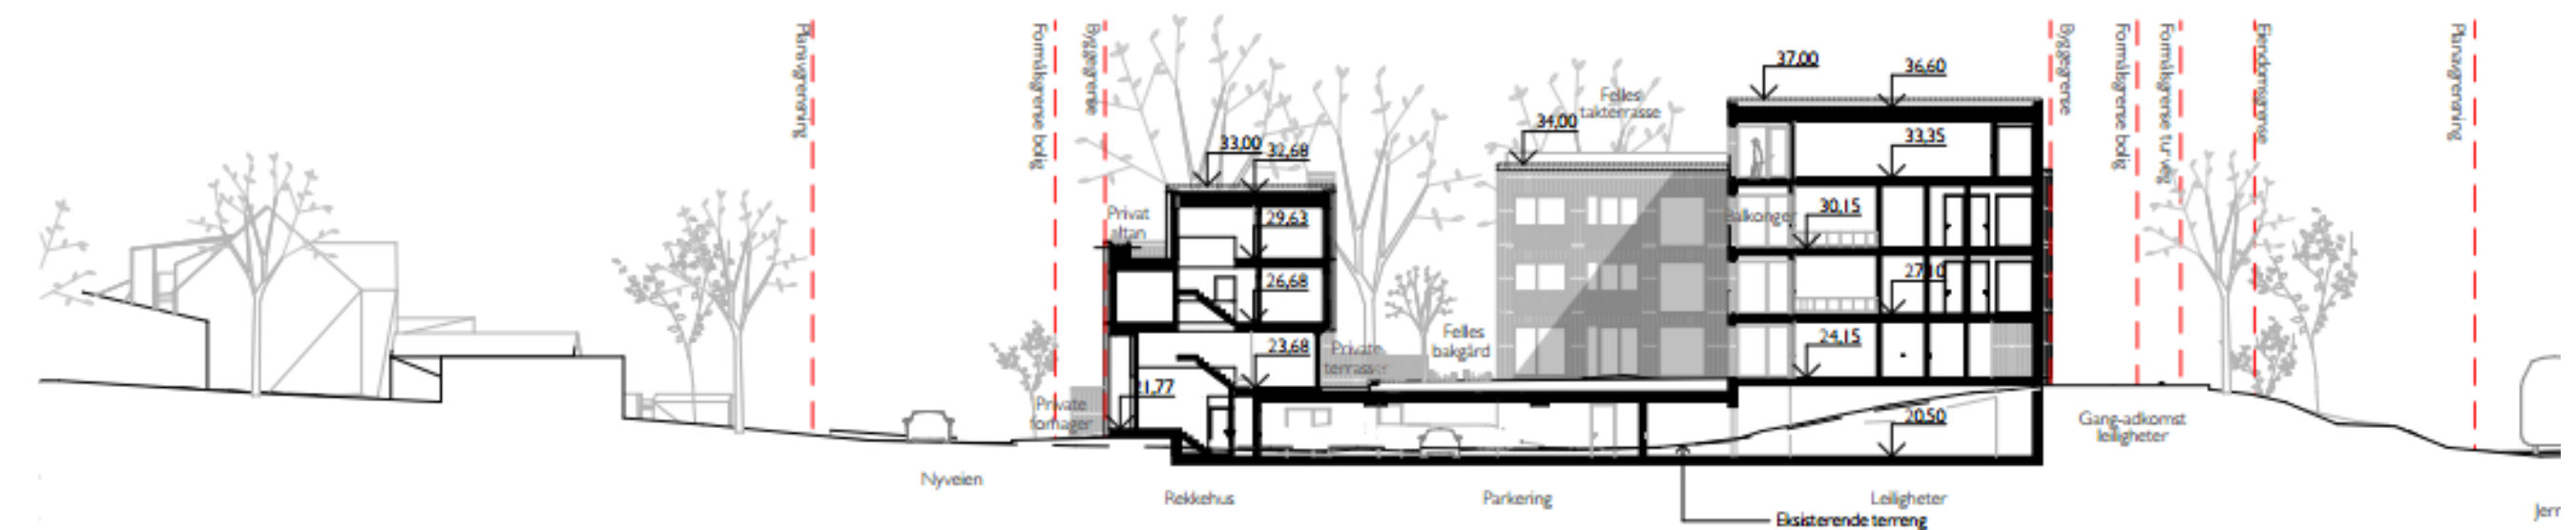 Planavgrensning
Formålsgrense bolig
Byggegrense
Byggegrense
Formålsgrense bolig
Formålsgrense turveg
Eiendomsgrense
Planavgrensning
37,00
36,60
Felles
takterrasse
34,00
33,00
32,68
33,35
Privat
altan
29,63
Balkonger
30,15
26,68
27,10
Felles
bakgård
23,68
Private
terrasser
24,15
21,77
Private
forhager
20,50
Gang-adkomst
leiligheter
Nyveien
Rekkehus
Parkering
Leiligheter
Eksisterende terreng
Jern